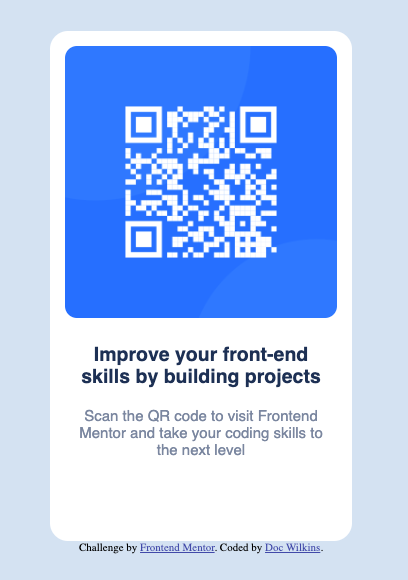 Improve your front-end
skills by building projects
Scan the QR code to visit Frontend
Mentor and take your coding skills to
the next level
Challenge by Frontend Mentor. Coded by Doc Wilkins.